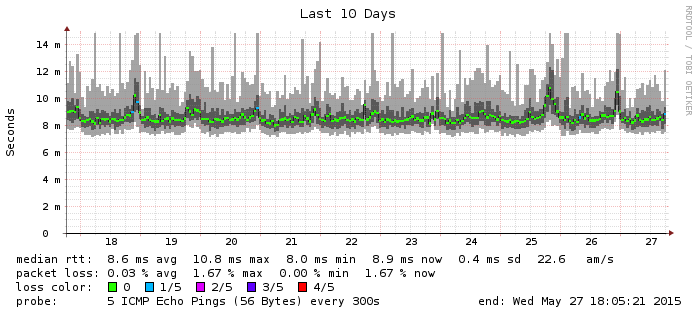 Last 10 Days
RRDTOOL / TOBI OETIKER
Seconds
14 m
12 m
10 m
8 m
6 m
4 m
2 m
0
18 19 20 21 22 23 24 25 26 27
median rtt: 8.6 ms avg 10.8 ms max 8.0 ms min 8.9 ms now 0.4 ms sd 22.6 am/s
packet loss: 0.03 % avg 1.67 % max 0.00 % min 1.67 % now
loss color: 0 1/5 2/5 3/5 4/5
probe: 5 ICMP Echo Pings (56 Bytes) every 300s end: Wed May 27 18:05:21 2015